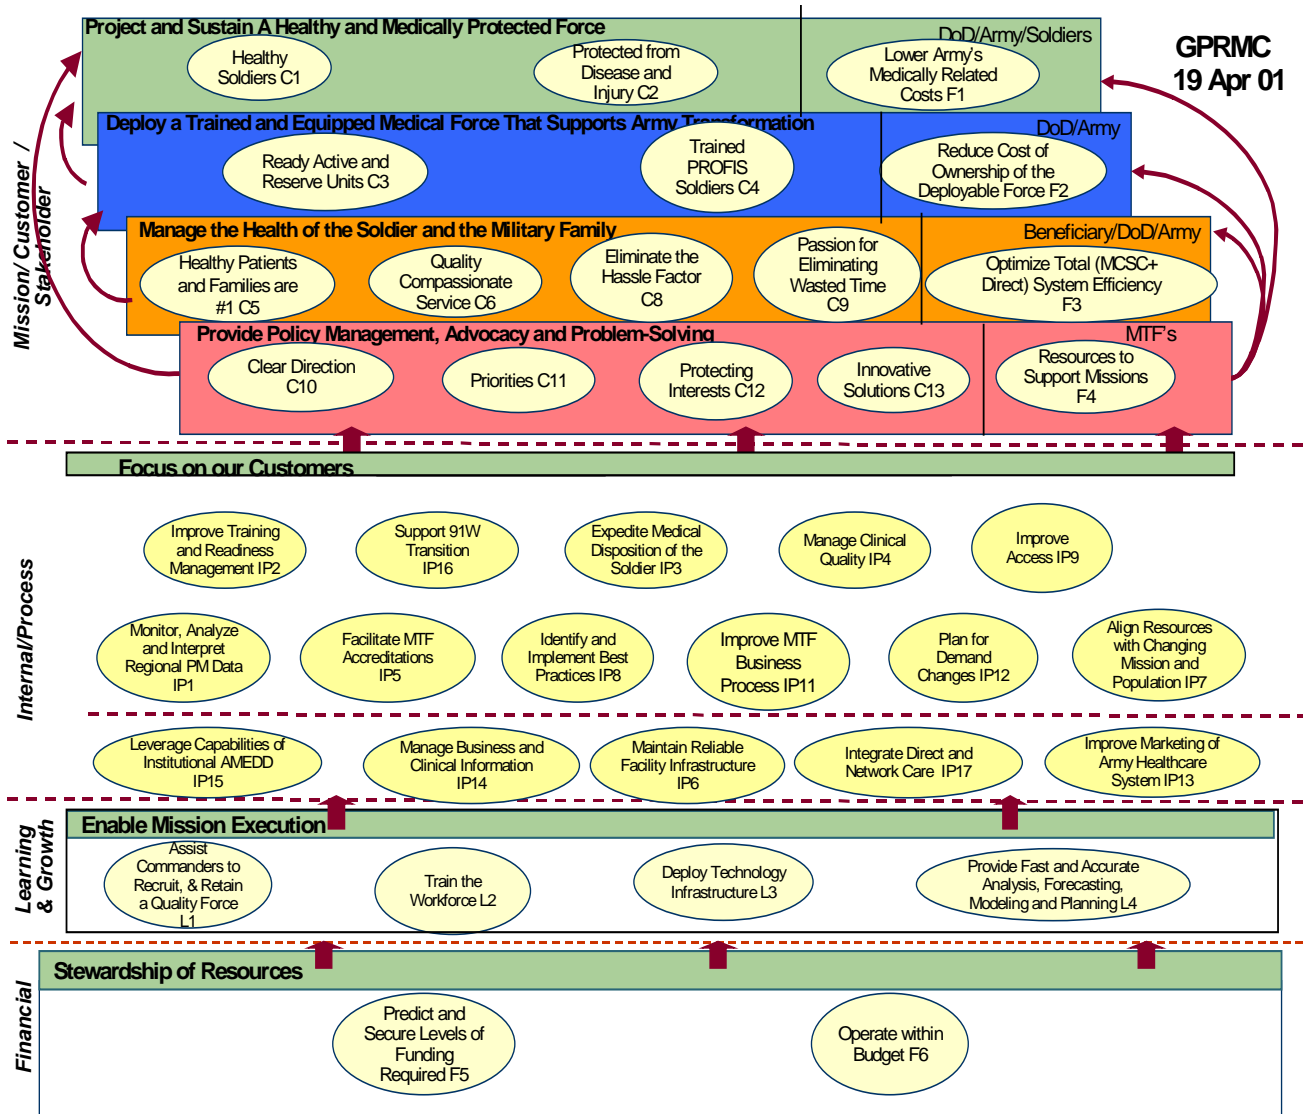 Project and Sustain A Healthy and Medically Protected Force
DoD/Army/Soldiers
GPRMC
19 Apr 01
Healthy
Soldiers C1
Protected from
Disease and
Injury C2
Lower Army's
Medically Related
Costs F1
Deploy a Trained and Equipped Medical Force That Supports Army Transformation
DoD/Army
Ready Active and
Reserve Units C3
Trained
PROFIS
Soldiers C4
Reduce Cost of
Ownership of the
Deployable Force F2
Mission/ Customer /
Stakeholder
Manage the Health of the Soldier and the Military Family
Beneficiary/DoD/Army
Healthy Patients
and Families are
#1 C5
Quality
Compassionate
Service C6
Eliminate the
Hassle Factor
C8
Passion for
Eliminating
Wasted Time
C9
Optimize Total (MCSC+
Direct) System Efficiency
F3
Provide Policy Management, Advocacy and Problem-Solving
MTF's
Clear Direction
C10
Priorities C11
Protecting
Interests C12
Innovative
Solutions C13
Resources to
Support Missions
F4
Focus on our Customers
Internal/Process
Improve Training
and Readiness
Management IP2
Support 91W
Transition
IP16
Expedite Medical
Disposition of the
Soldier IP3
Manage Clinical
Quality IP4
Improve
Access IP9
Monitor, Analyze
and Interpret
Regional PM Data
IP1
Facilitate MTF
Accreditations
IP5
Identify and
Implement Best
Practices IP8
Improve MTF
Business
Process IP11
Plan for
Demand
Changes IP12
Align Resources
with Changing
Mission and
Population IP7
Leverage Capabilities of
Institutional AMEDD
IP15
Manage Business and
Clinical Information
IP14
Maintain Reliable
Facility Infrastructure
IP6
Integrate Direct and
Network Care IP17
Improve Marketing of
Army Healthcare
System IP13
Learning
& Growth
Enable Mission Execution
Assist
Commanders to
Recruit, & Retain
a Quality Force
L1
Train the
Workforce L2
Deploy Technology
Infrastructure L3
Provide Fast and Accurate
Analysis, Forecasting,
Modeling and Planning L4
Financial
Stewardship of Resources
Predict and
Secure Levels of
Funding
Required F5
Operate within
Budget F6